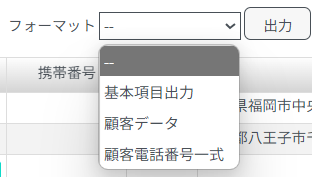 フォーマット -- 出力
携帯番号
--
基本項目出力
県福岡市中央
顧客データ
都八王子市
顧客電話番号一式